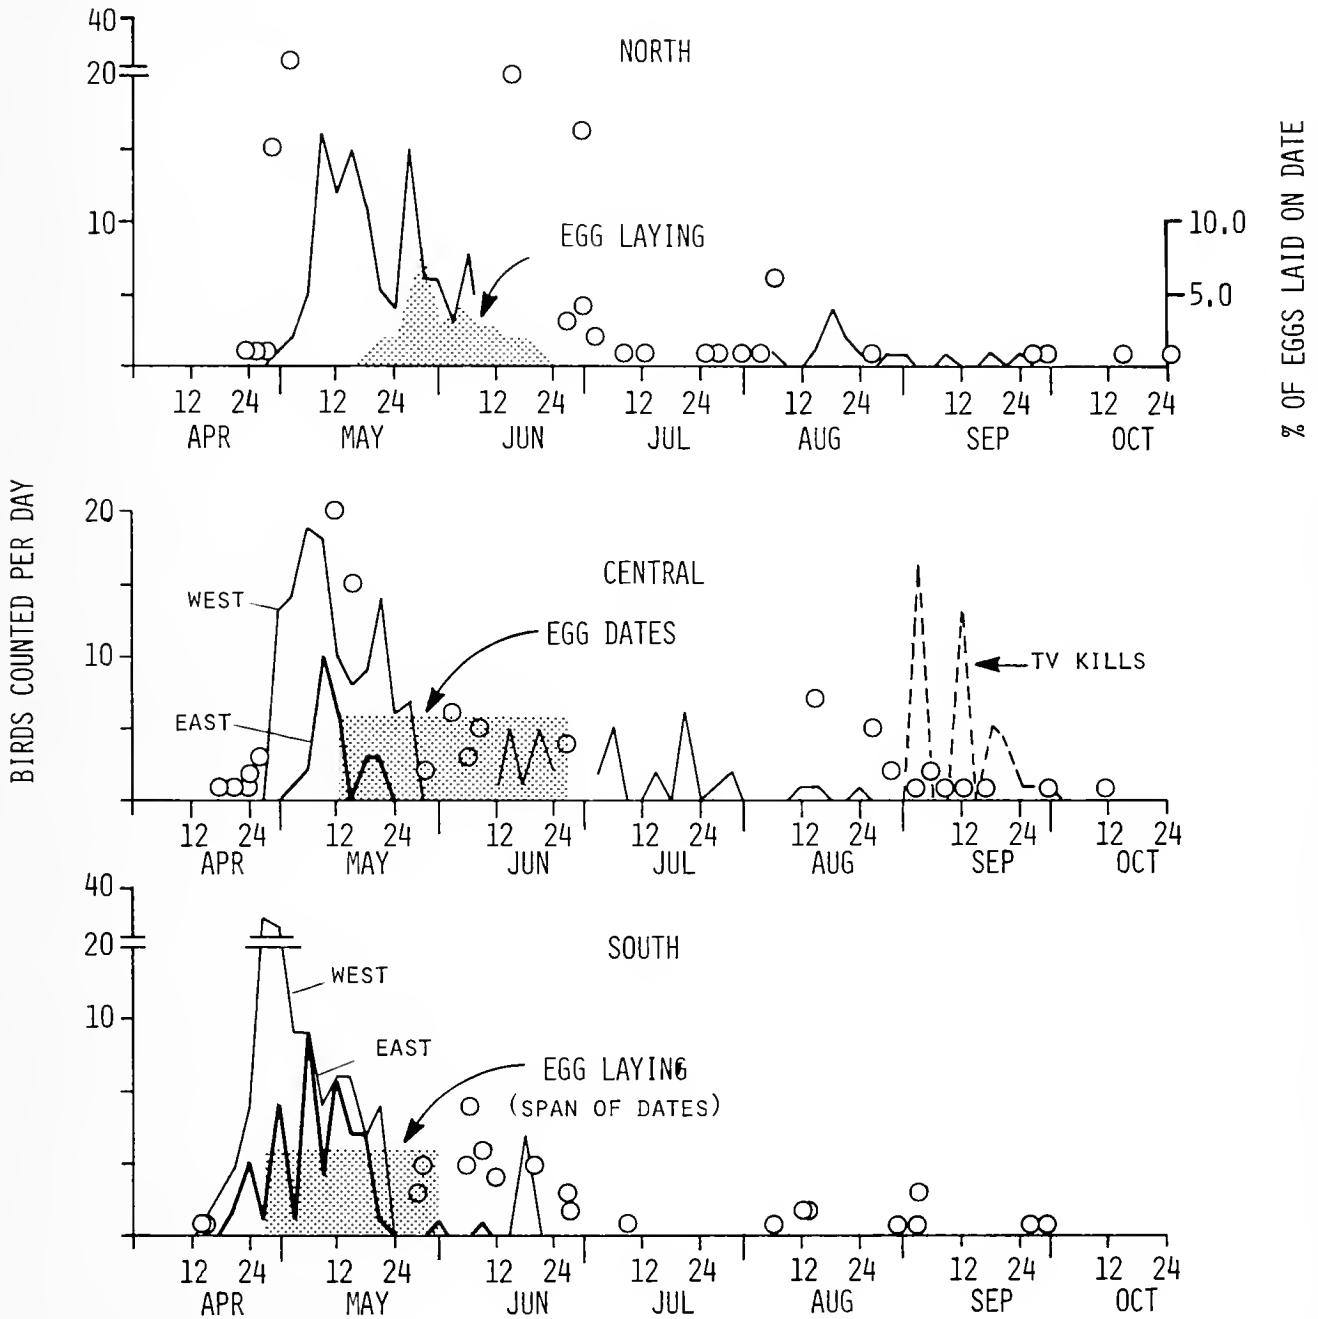 40
NORTH
20
% OF EGGS LAID ON DATE
10
EGG LAYING
10.0
5.0
12 24 12 24 12 24 12 24 12 24 12 24 12 24
APR MAY JUN JUL AUG SEP OCT
BIRDS COUNTED PER DAY
20
CENTRAL
WEST
EGG DATES
10
TV KILLS
EAST
12 24 12 24 12 24 12 24 12 24 12 24 12 24
APR MAY JUN JUL AUG SEP OCT
40
20
SOUTH
WEST
10
EAST
EGG LAYING
(SPAN OF DATES)
12 24 12 24 12 24 12 24 12 24 12 24 12 24
APR MAY JUN JUL AUG SEP OCT